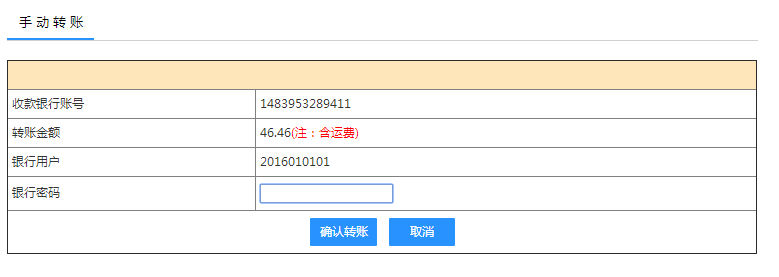 手动转账
收款银行账号 1483953289411
转账金额 46.46(注：含运费)
银行用户 2016010101
银行密码
确认转账 取消